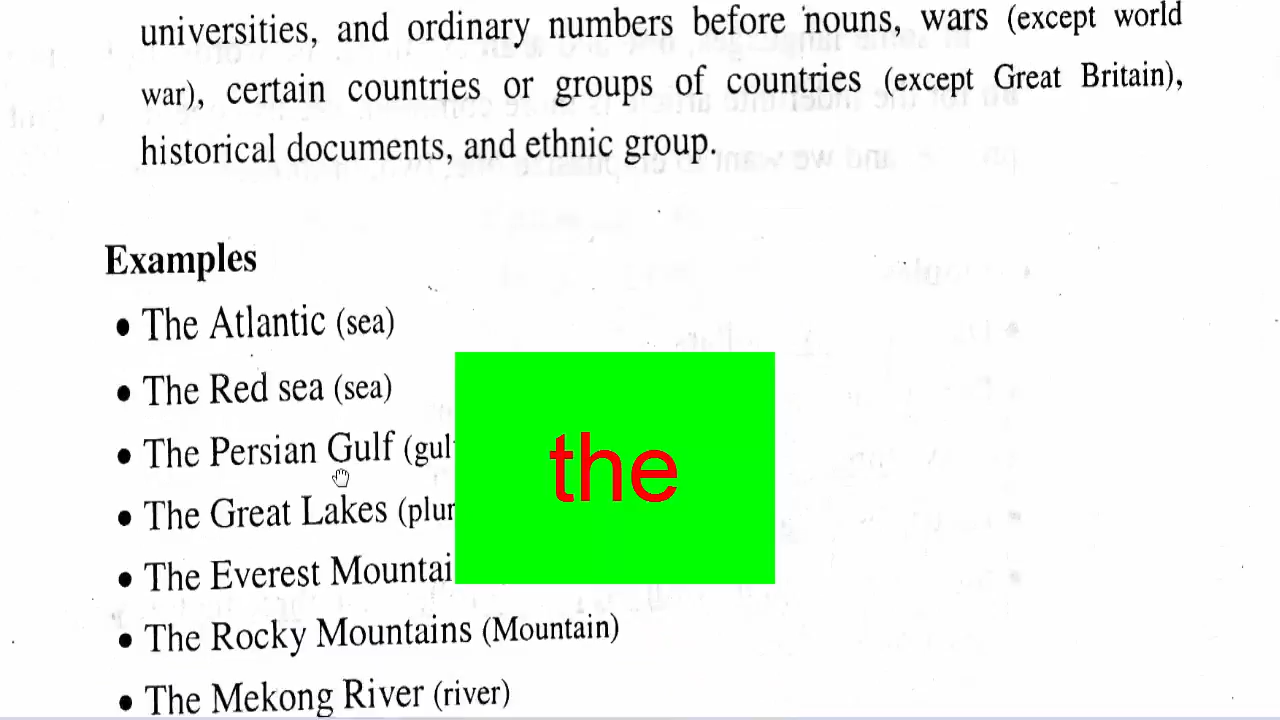 universities, and ordinary numbers before nouns, wars (except world
war), certain countries or groups of countries (except Great Britain),
historical documents, and ethnic group.
Examples
• The Atlantic (sea)
• The Red sea (sea)
• The Persian Gulf (gul
• The Great Lakes (plur
• The Everest Mountai
• The Rocky Mountains (Mountain)
• The Mekong River (river)
the